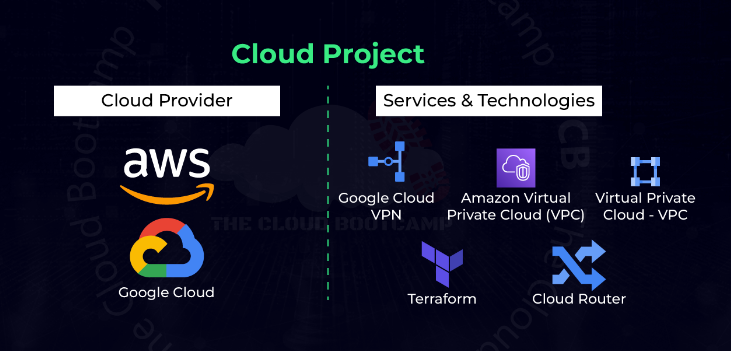 Cloud Project
Cloud Provider
Services & Technologies
aws
Google Cloud
Google Cloud
VPN
Amazon Virtual
Private Cloud (VPC)
Virtual Private
Cloud - VPC
Terraform
Cloud Router
THE CLOUD BOOTCAMP